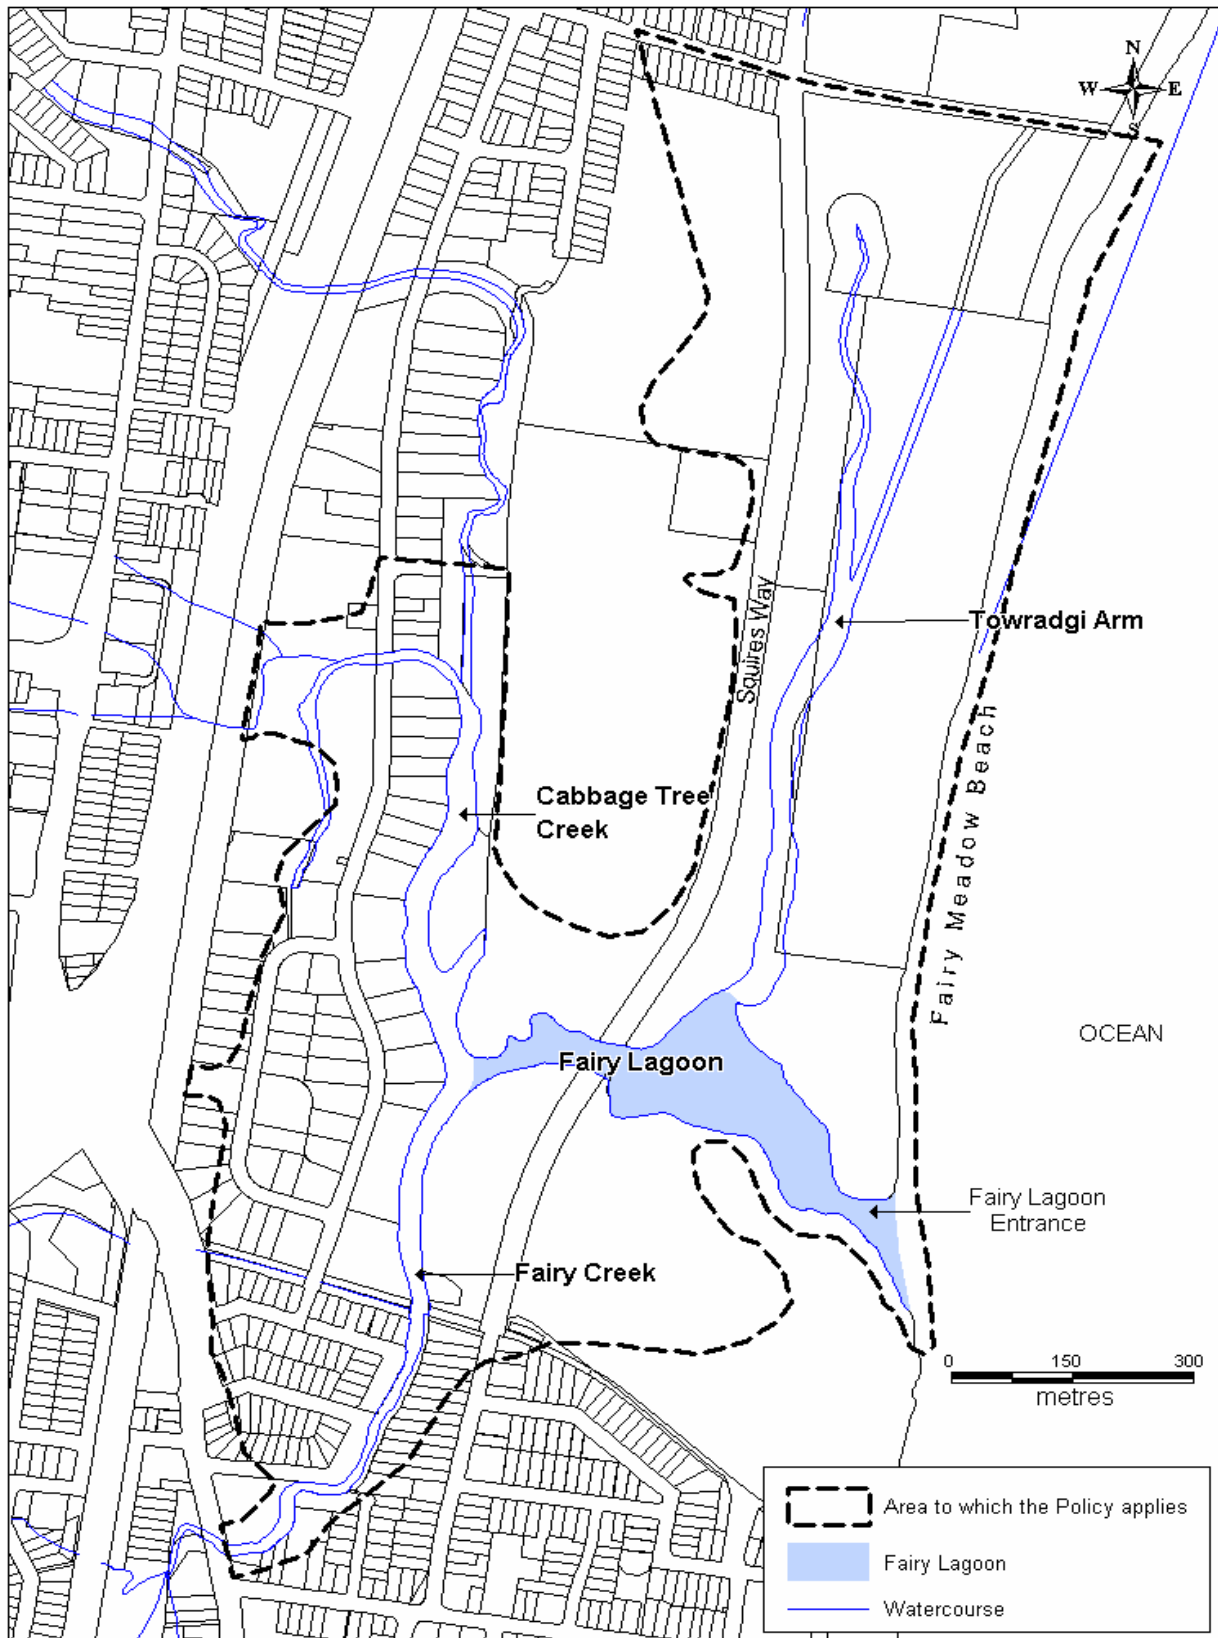 N
W E
S
Squires Way
Towradgi Arm
Fairy Meadow Beach
Cabbage Tree
Creek
OCEAN
Fairy Lagoon
Fairy Lagoon
Entrance
Fairy Creek
0 150 300
metres
Area to which the Policy applies
Fairy Lagoon
Watercourse